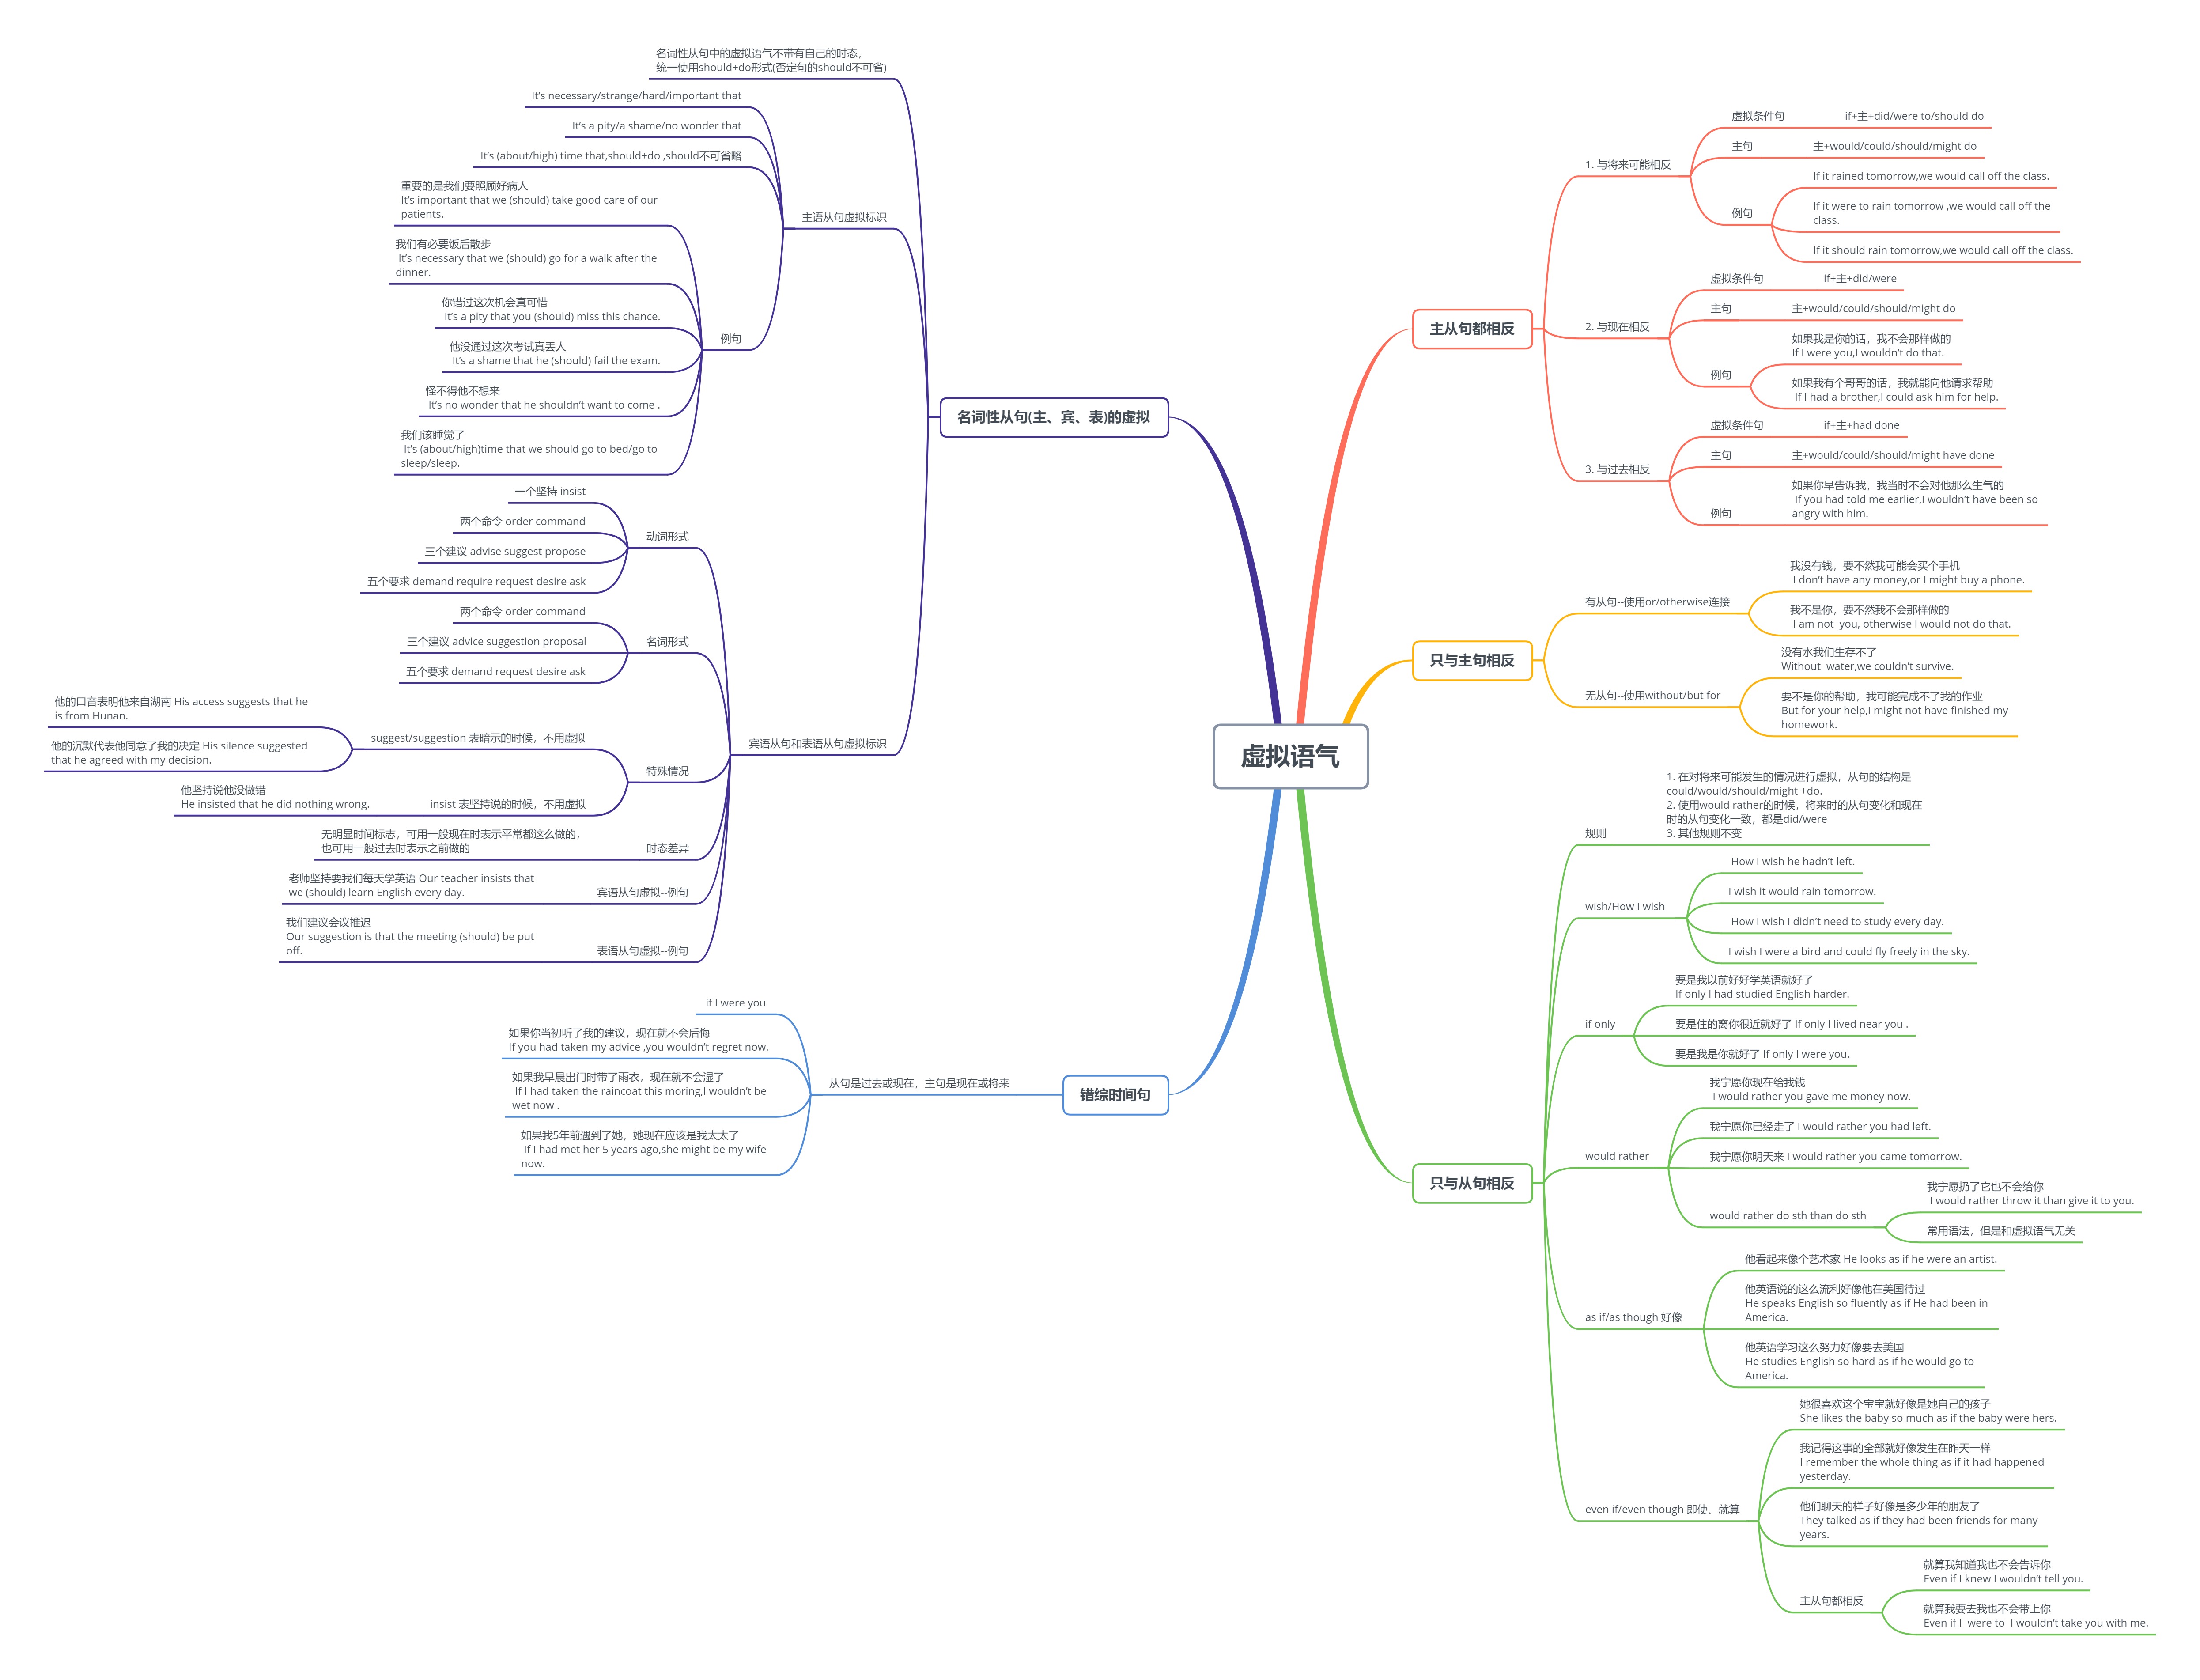 虚拟语气
主从句都相反
1. 与将来可能相反
虚拟条件句
if+主+did/were to/should do
主句
主+would/could/should/might do
例句
If it rained tomorrow,we would call off the class.
If it were to rain tomorrow ,we would call off the
class.
If it should rain tomorrow,we would call off the class.
2. 与现在相反
虚拟条件句
if+主+did/were
主句
主+would/could/should/might do
例句
如果我是你的话，我不会那样做的
If I were you,I wouldn't do that.
如果我有个哥哥的话，我就能向他请求帮助
If I had a brother,I could ask him for help.
3. 与过去相反
虚拟条件句
if+主+had done
主句
主+would/could/should/might have done
例句
如果你早告诉我，我当时不会对他那么生气的
If you had told me earlier,I wouldn't have been so
angry with him.
只与主句相反
有从句--使用or/otherwise连接
我没有钱，要不然我可能会买个手机
I don't have any money,or I might buy a phone.
我不是你，要不然我不会那样做的
I am not  you, otherwise I would not do that.
无从句--使用without/but for
没有水我们生存不了
Without  water,we couldn't survive.
要不是你的帮助，我可能完成不了我的作业
But for your help,I might not have finished my
homework.
只与从句相反
规则
1. 在对将来可能发生的情况进行虚拟，从句的结构是
could/would/should/might +do.
2. 使用would rather的时候，将来时的从句变化和现在
时的从句变化一致，都是did/were
3. 其他规则不变
wish/How I wish
How I wish he hadn't left.
I wish it would rain tomorrow.
How I wish I didn't need to study every day.
I wish I were a bird and could fly freely in the sky.
if only
要是我以前好好学英语就好了
If only I had studied English harder.
要是住的离你很近就好了 If only I lived near you .
要是我是你就好了 If only I were you.
would rather
我宁愿你现在给我钱
I would rather you gave me money now.
我宁愿你已经走了 I would rather you had left.
我宁愿你明天来 I would rather you came tomorrow.
would rather do sth than do sth
我宁愿扔了它也不会给你
I would rather throw it than give it to you.
常用语法，但是和虚拟语气无关
as if/as though 好像
他看起来像个艺术家 He looks as if he were an artist.
他英语说的这么流利好像他在美国待过
He speaks English so fluently as if He had been in
America.
他英语学习这么努力好像要去美国
He studies English so hard as if he would go to
America.
even if/even though 即使、就算
她很喜欢这个宝宝就好像是她自己的孩子
She likes the baby so much as if the baby were hers.
我记得这事的全部就好像发生在昨天一样
I remember the whole thing as if it had happened
yesterday.
他们聊天的样子好像是多少年的朋友了
They talked as if they had been friends for many
years.
主从句都相反
就算我知道我也不会告诉你
Even if I knew I wouldn't tell you.
就算我要去我也不会带上你
Even if I  were to  I wouldn't take you with me.
名词性从句(主、宾、表)的虚拟
名词性从句中的虚拟语气不带有自己的时态，
统一使用should+do形式(否定句的should不可省)
主语从句虚拟标识
It's necessary/strange/hard/important that
It's a pity/a shame/no wonder that
It's (about/high) time that,should+do ,should不可省略
例句
重要的是我们要照顾好病人
It's important that we (should) take good care of our
patients.
我们有必要饭后散步
It's necessary that we (should) go for a walk after the
dinner.
你错过这次机会真可惜
It's a pity that you (should) miss this chance.
他没通过这次考试真丢人
It's a shame that he (should) fail the exam.
怪不得他不想来
It's no wonder that he shouldn't want to come .
我们该睡觉了
It's (about/high)time that we should go to bed/go to
sleep/sleep.
宾语从句和表语从句虚拟标识
动词形式
一个坚持 insist
两个命令 order command
三个建议 advise suggest propose
五个要求 demand require request desire ask
名词形式
两个命令 order command
三个建议 advice suggestion proposal
五个要求 demand request desire ask
特殊情况
suggest/suggestion 表暗示的时候，不用虚拟
他的口音表明他来自湖南 His access suggests that he
is from Hunan.
他的沉默代表他同意了我的决定 His silence suggested
that he agreed with my decision.
insist 表坚持说的时候，不用虚拟
他坚持说他没做错
He insisted that he did nothing wrong.
时态差异
无明显时间标志，可用一般现在时表示平常都这么做的，
也可用一般过去时表示之前做的
宾语从句虚拟--例句
老师坚持要我们每天学英语 Our teacher insists that
we (should) learn English every day.
表语从句虚拟--例句
我们建议会议推迟
Our suggestion is that the meeting (should) be put
off.
错综时间句
从句是过去或现在，主句是现在或将来
if I were you
如果你当初听了我的建议，现在就不会后悔
If you had taken my advice ,you wouldn't regret now.
如果我早晨出门时带了雨衣，现在就不会湿了
If I had taken the raincoat this moring,I wouldn't be
wet now .
如果我5年前遇到了她，她现在应该是我太太了
If I had met her 5 years ago,she might be my wife
now.